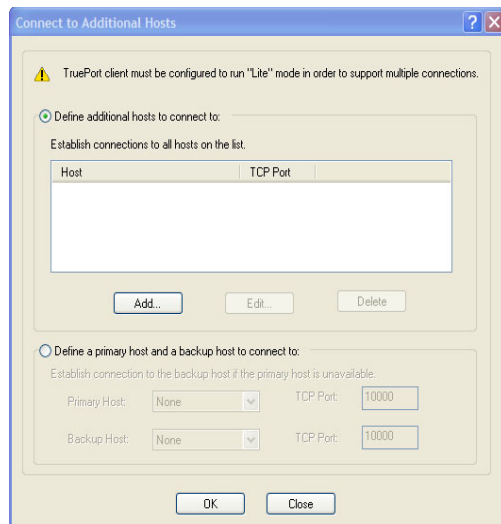 Connect to Additional Hosts
TruePort client must be configured to run "Lite" mode in order to support multiple connections.
Define additional hosts to connect to:
Establish connections to all hosts on the list.
Host TCP Port
Add... Edit... Delete
Define a primary host and a backup host to connect to:
Establish connection to the backup host if the primary host is unavailable.
Primary Host: None TCP Port: 10000
Backup Host: None TCP Port: 10000
OK Close